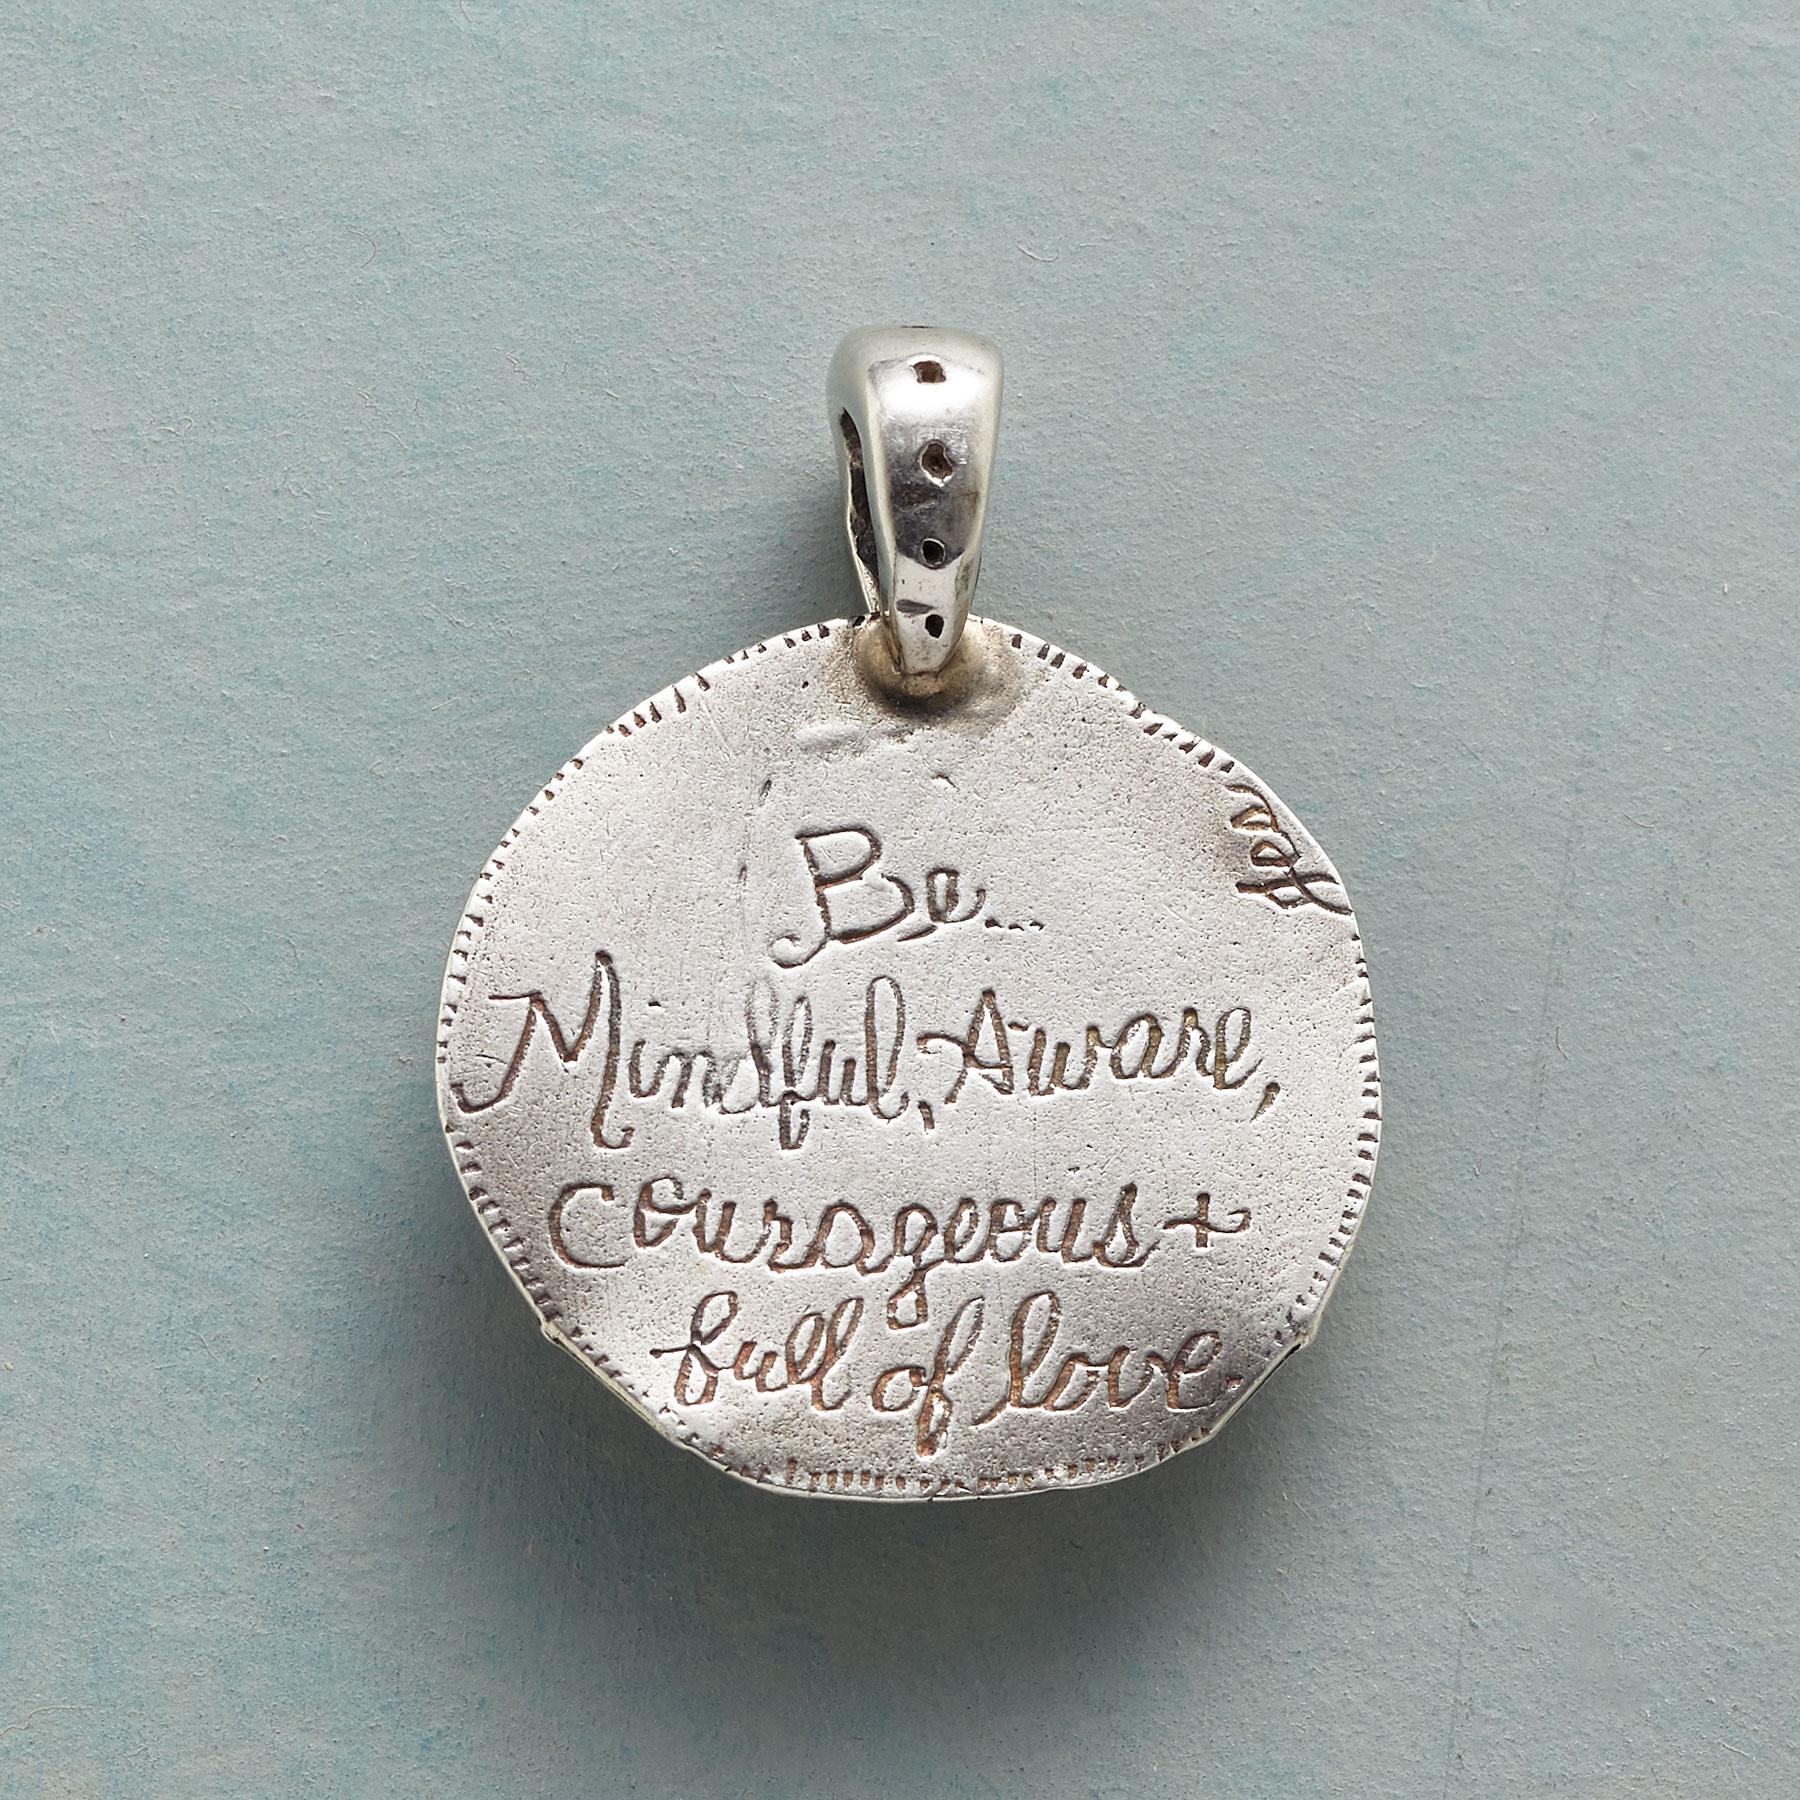 Be...
Mindful, Aware,
Courageous +
full of love.